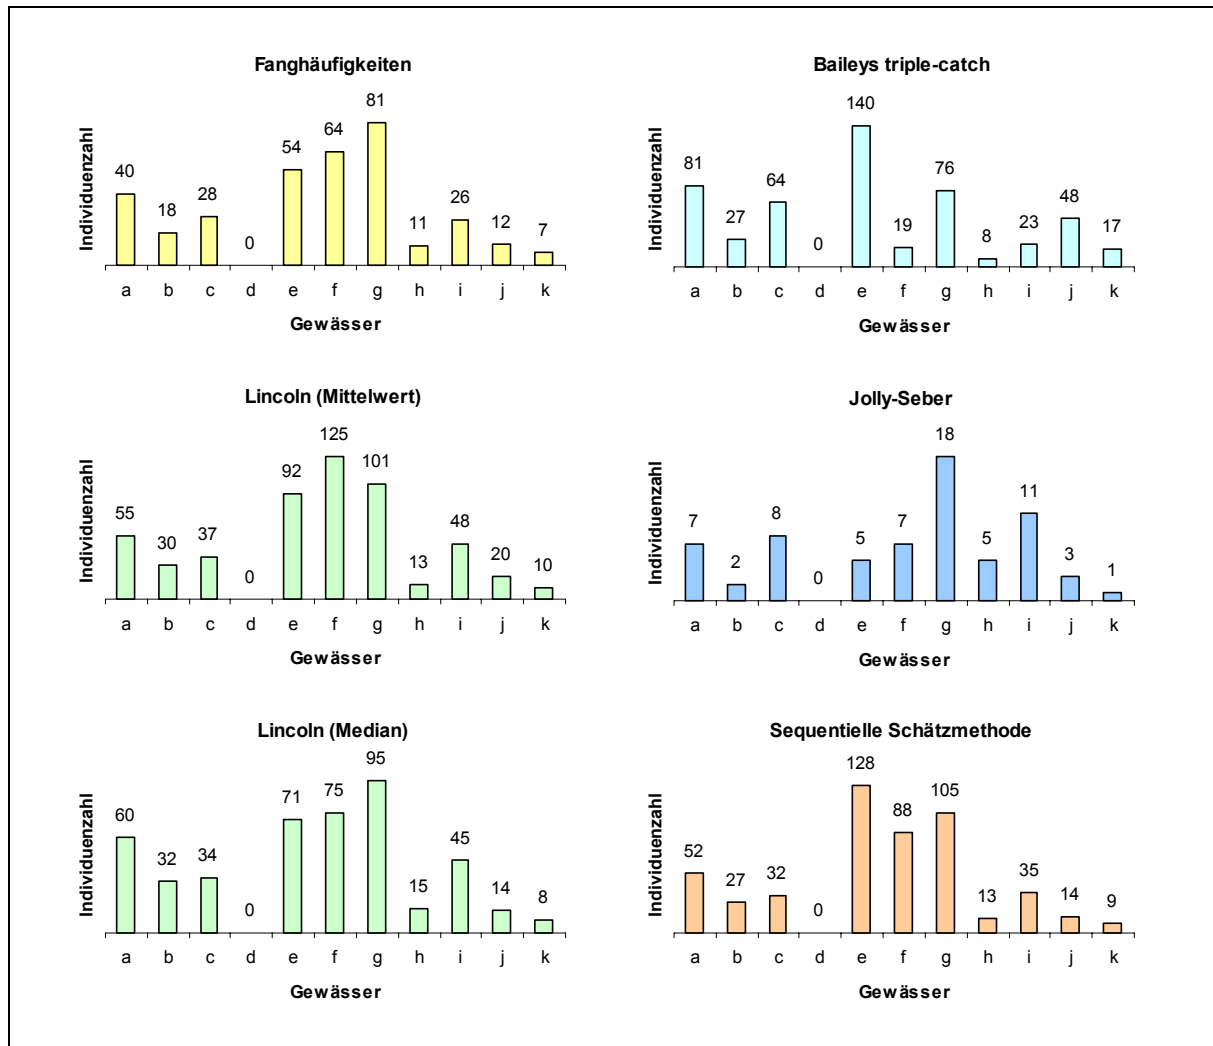 Fanghäufigkeiten
Individuenzahl
40 18 28 0 54 64 81 11 26 12 7
a b c d e f g h i j k
Gewässer
Baileys triple-catch
Individuenzahl
81 27 64 0 140 19 76 8 23 48 17
a b c d e f g h i j k
Gewässer
Lincoln (Mittelwert)
Individuenzahl
55 30 37 0 92 125 101 13 48 20 10
a b c d e f g h i j k
Gewässer
Jolly-Seber
Individuenzahl
7 2 8 0 5 7 18 5 11 3 1
a b c d e f g h i j k
Gewässer
Lincoln (Median)
Individuenzahl
60 32 34 0 71 75 95 15 45 14 8
a b c d e f g h i j k
Gewässer
Sequentielle Schätzmethode
Individuenzahl
52 27 32 0 128 88 105 13 35 14 9
a b c d e f g h i j k
Gewässer